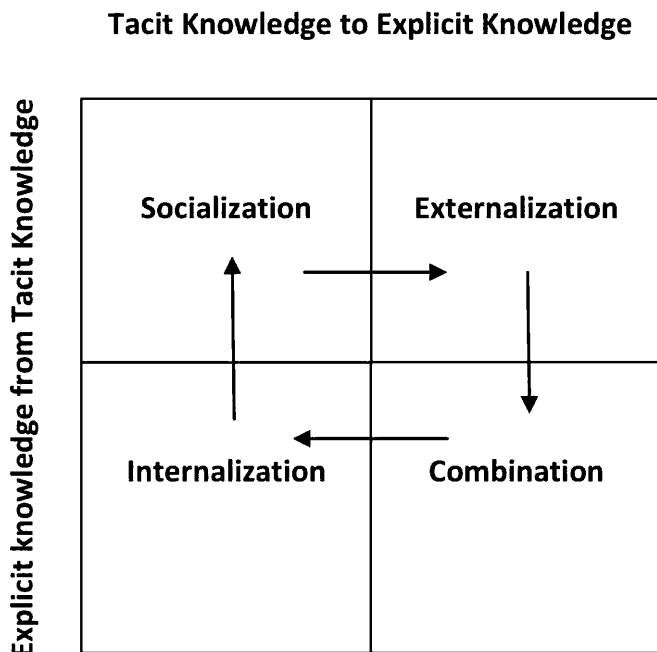 Tacit Knowledge to Explicit Knowledge
Explicit knowledge from Tacit Knowledge
Socialization
Externalization
Internalization
Combination